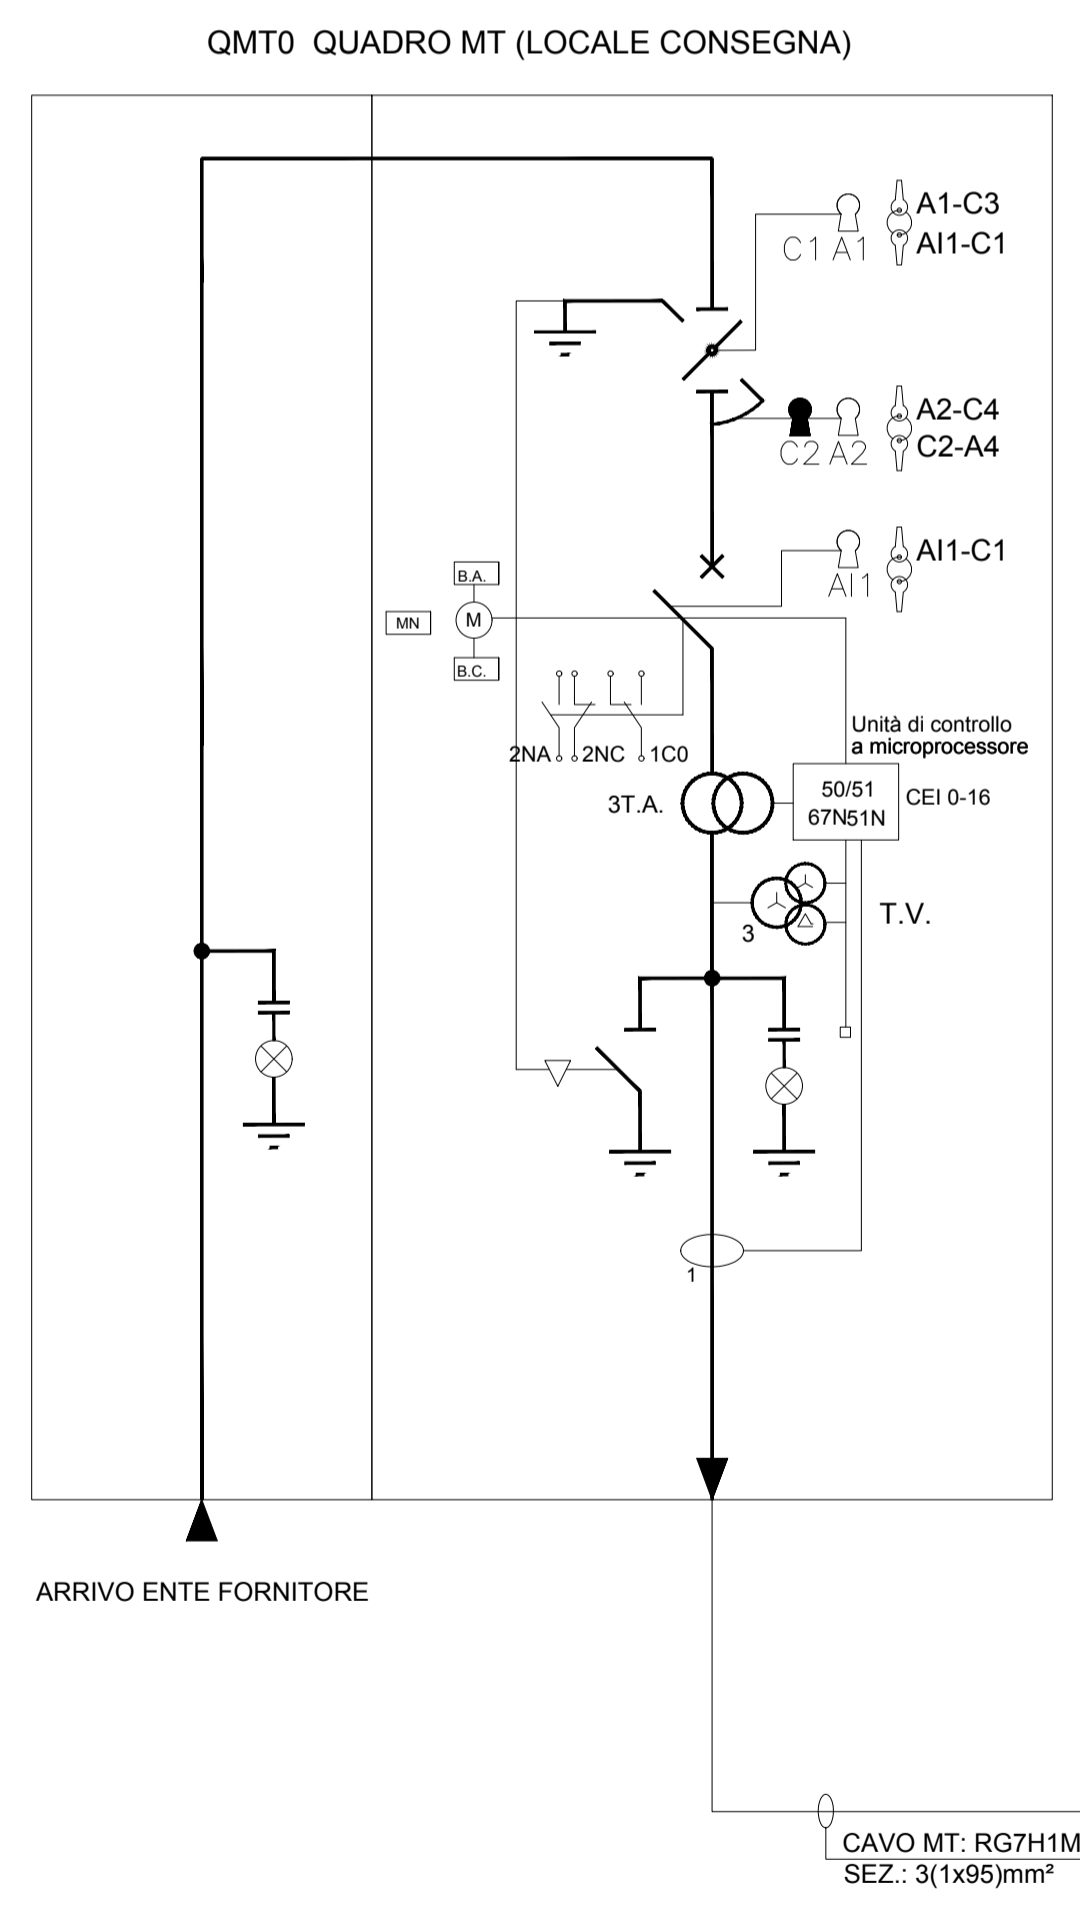 QMT0 QUADRO MT (LOCALE CONSEGNA)
A1-C3
C1 A1
AI1-C1
A2-C4
C2 A2
C2-A4
AI1-C1
AI1
B.A.
MN
M
B.C.
2NA
2NC
1C0
Unità di controllo
a microprocessore
3T.A.
50/51
67N51N
CEI 0-16
T.V.
3
1
ARRIVO ENTE FORNITORE
CAVO MT: RG7H1M
SEZ.: 3(1x95)mm²